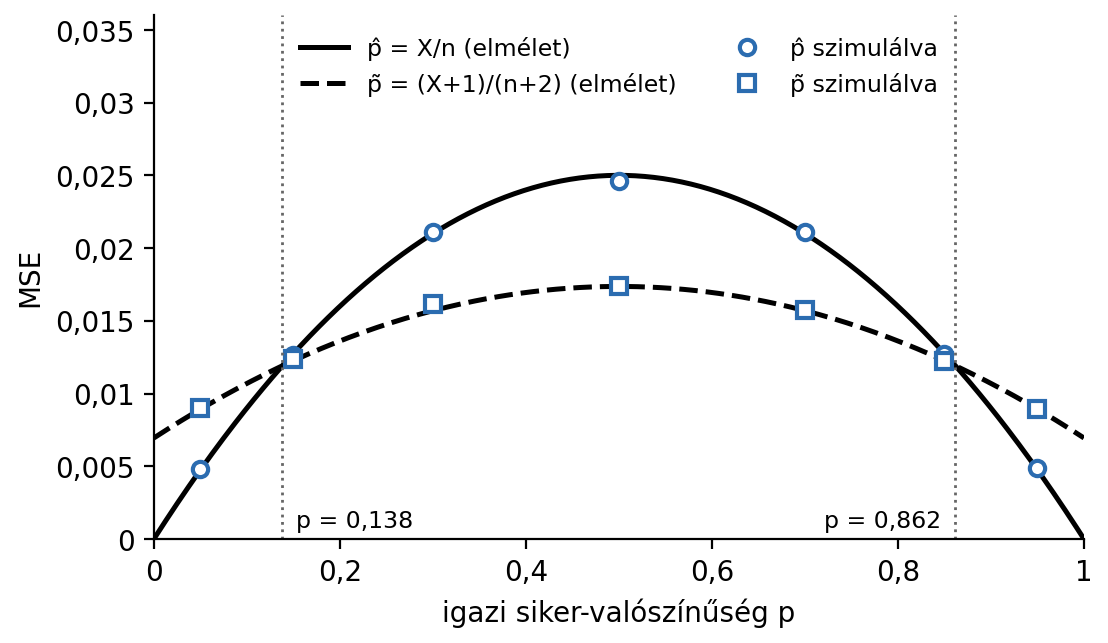 0,035
0,03
0,025
0,02
0,015
0,01
0,005
0
MSE
p̂ = X/n (elmélet)
p̃ = (X+1)/(n+2) (elmélet)
p̂ szimulálva
p̃ szimulálva
p = 0,138
p = 0,862
0
0,2
0,4
0,6
0,8
1
igazi siker-valószínűség p